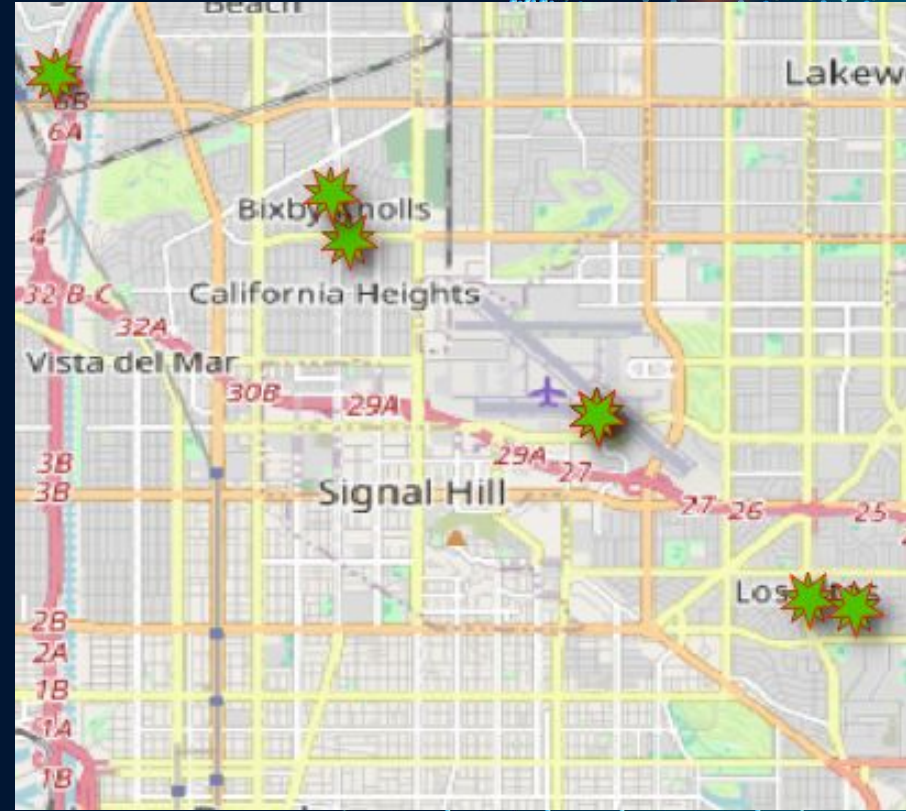 Beach
Lakew
6B
6A
Bixby Knolls
4
32 B C
California Heights
32A
Vista del Mar
30B
29A
29A
27
3B
Signal Hill
3B
27
26
25
Los
2B
2A
1B
1A
1B